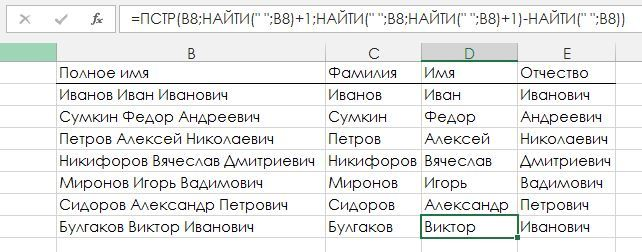 =ПСТР(B8;НАЙТИ(" ";B8)+1;НАЙТИ(" ";B8;НАЙТИ(" ";B8)+1)-НАЙТИ(" ";B8))
B C D E
Полное имя Фамилия Имя Отчество
Иванов Иван Иванович Иванов Иван Иванович
Сумкин Федор Андреевич Сумкин Федор Андреевич
Петров Алексей Николаевич Петров Алексей Николаевич
Никифоров Вячеслав Дмитриевич Никифоров Вячеслав Дмитриевич
Миронов Игорь Вадимович Миронов Игорь Вадимович
Сидоров Александр Петрович Сидоров Александр Петрович
Булгаков Виктор Иванович Булгаков Виктор Иванович